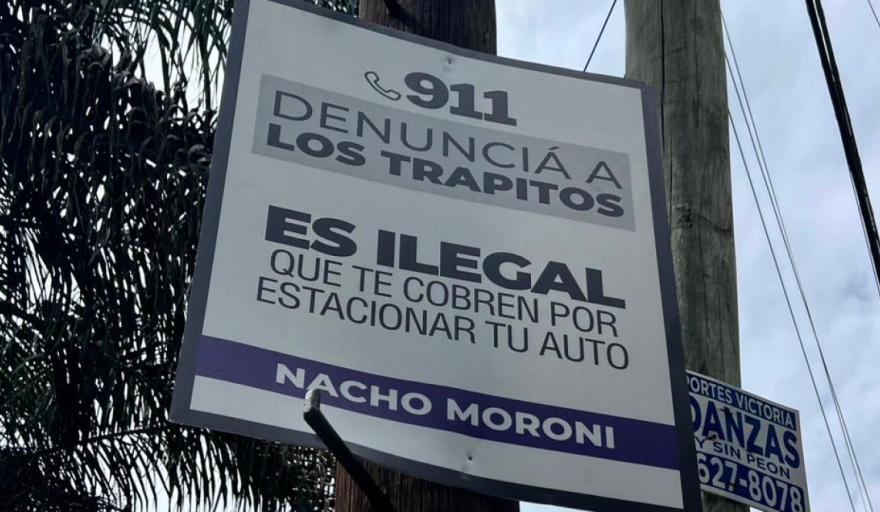 911
DENUNCIÁ A
LOS TRAPITOS
ES ILEGAL
QUE TE COBREN POR
ESTACIONAR TU AUTO
NACHO MORONI
PORTES VICTORIA
DANZAS
Y SIN PEON
627-8078